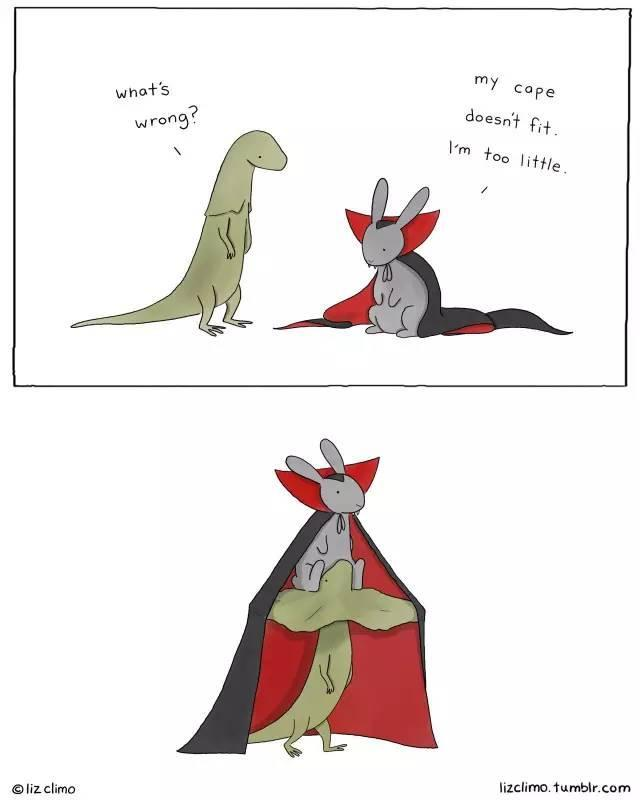 what's
wrong?
my cape
doesn't fit.
I'm too little.
© liz climo
lizclimo.tumblr.com